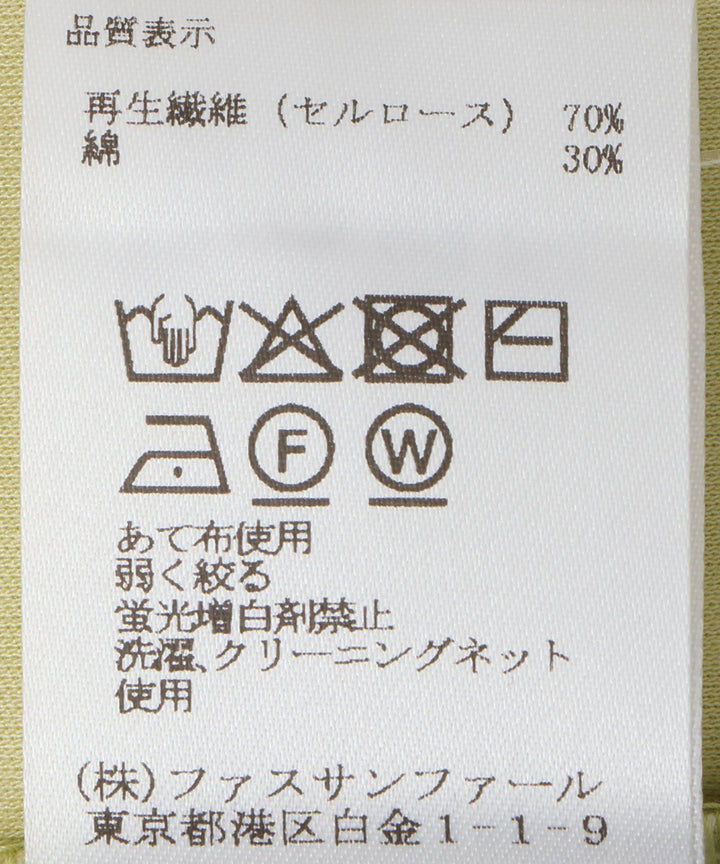 品質表示
再生繊維（セルロース） 70%
綿 30%
F W
あて布使用
弱く絞る
蛍光増白剤禁止
洗濯、クリーニングネット
使用
(株)ファスサンファール
東京都港区白金1-1-9